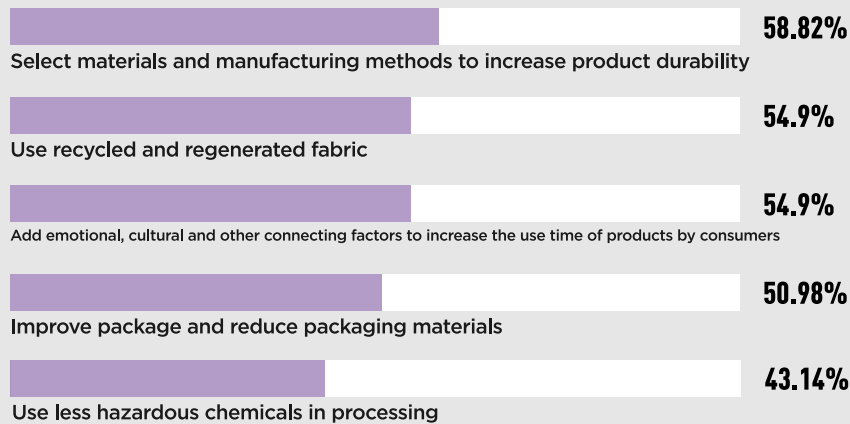 58.82%
Select materials and manufacturing methods to increase product durability
54.9%
Use recycled and regenerated fabric
54.9%
Add emotional, cultural and other connecting factors to increase the use time of products by consumers
50.98%
Improve package and reduce packaging materials
43.14%
Use less hazardous chemicals in processing